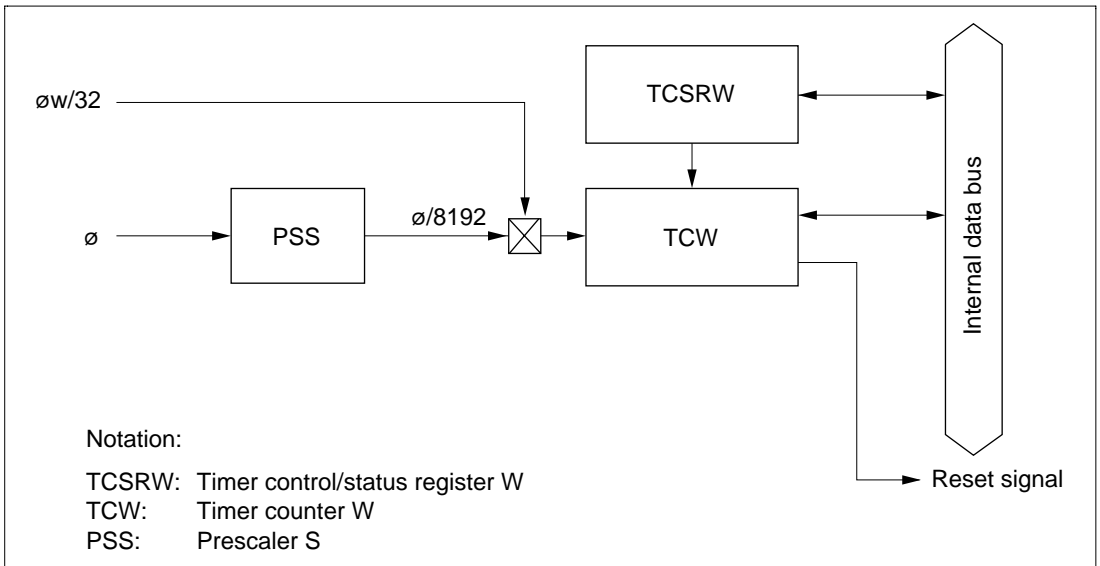 TCSRW
øw/32
ø/8192
ø
PSS
TCW
Internal data bus
Notation:
TCSRW: Timer control/status register W
TCW: Timer counter W
PSS: Prescaler S
Reset signal